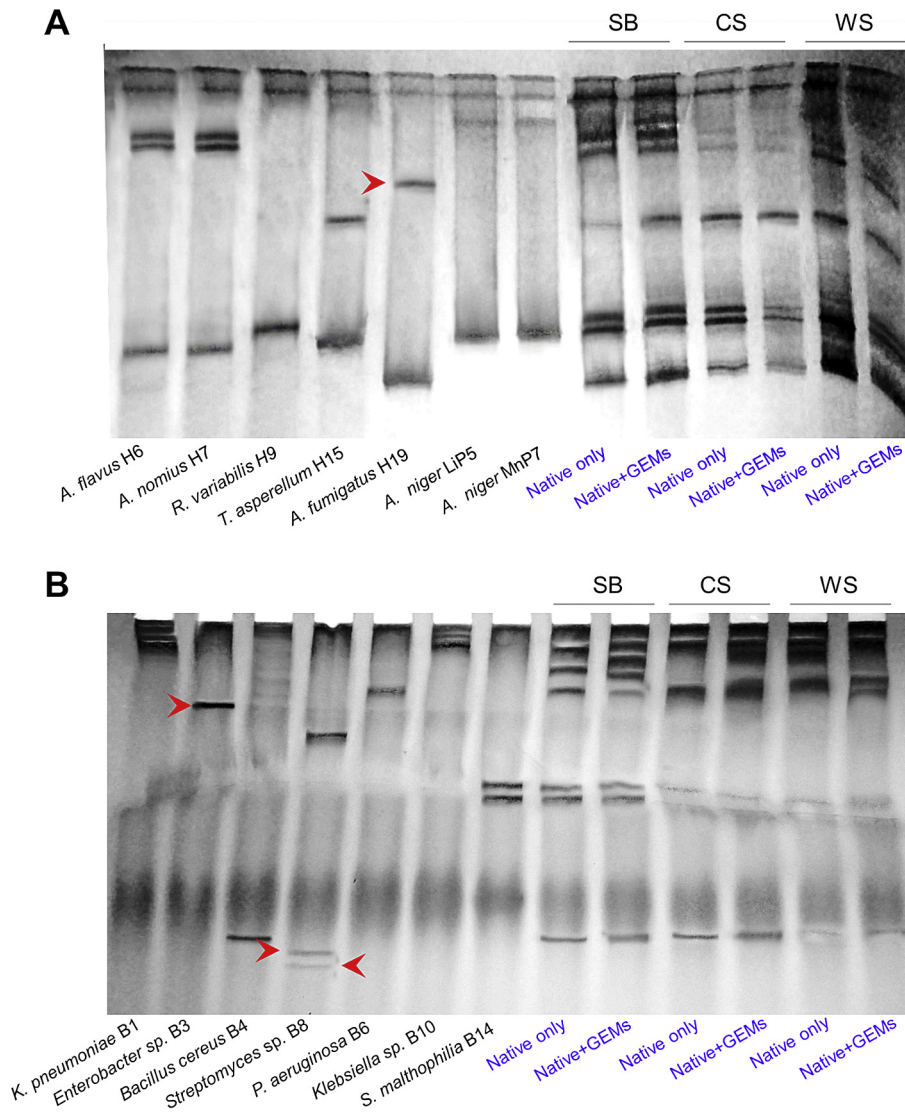 A
SB CS WS
A. flavus H6
A. nomius H7
R. variabilis H9
T. asperellum H15
A. fumigatus H19
A. niger LiP5
A. niger MnP7
Native only
Native+GEMs
Native only
Native+GEMs
Native only
Native+GEMs
B
SB CS WS
K. pneumoniae B1
Enterobacter sp. B3
Bacillus cereus B4
Streptomyces sp. B8
P. aeruginosa B6
Klebsiella sp. B10
S. malthophilia B14
Native only
Native+GEMs
Native only
Native+GEMs
Native only
Native+GEMs